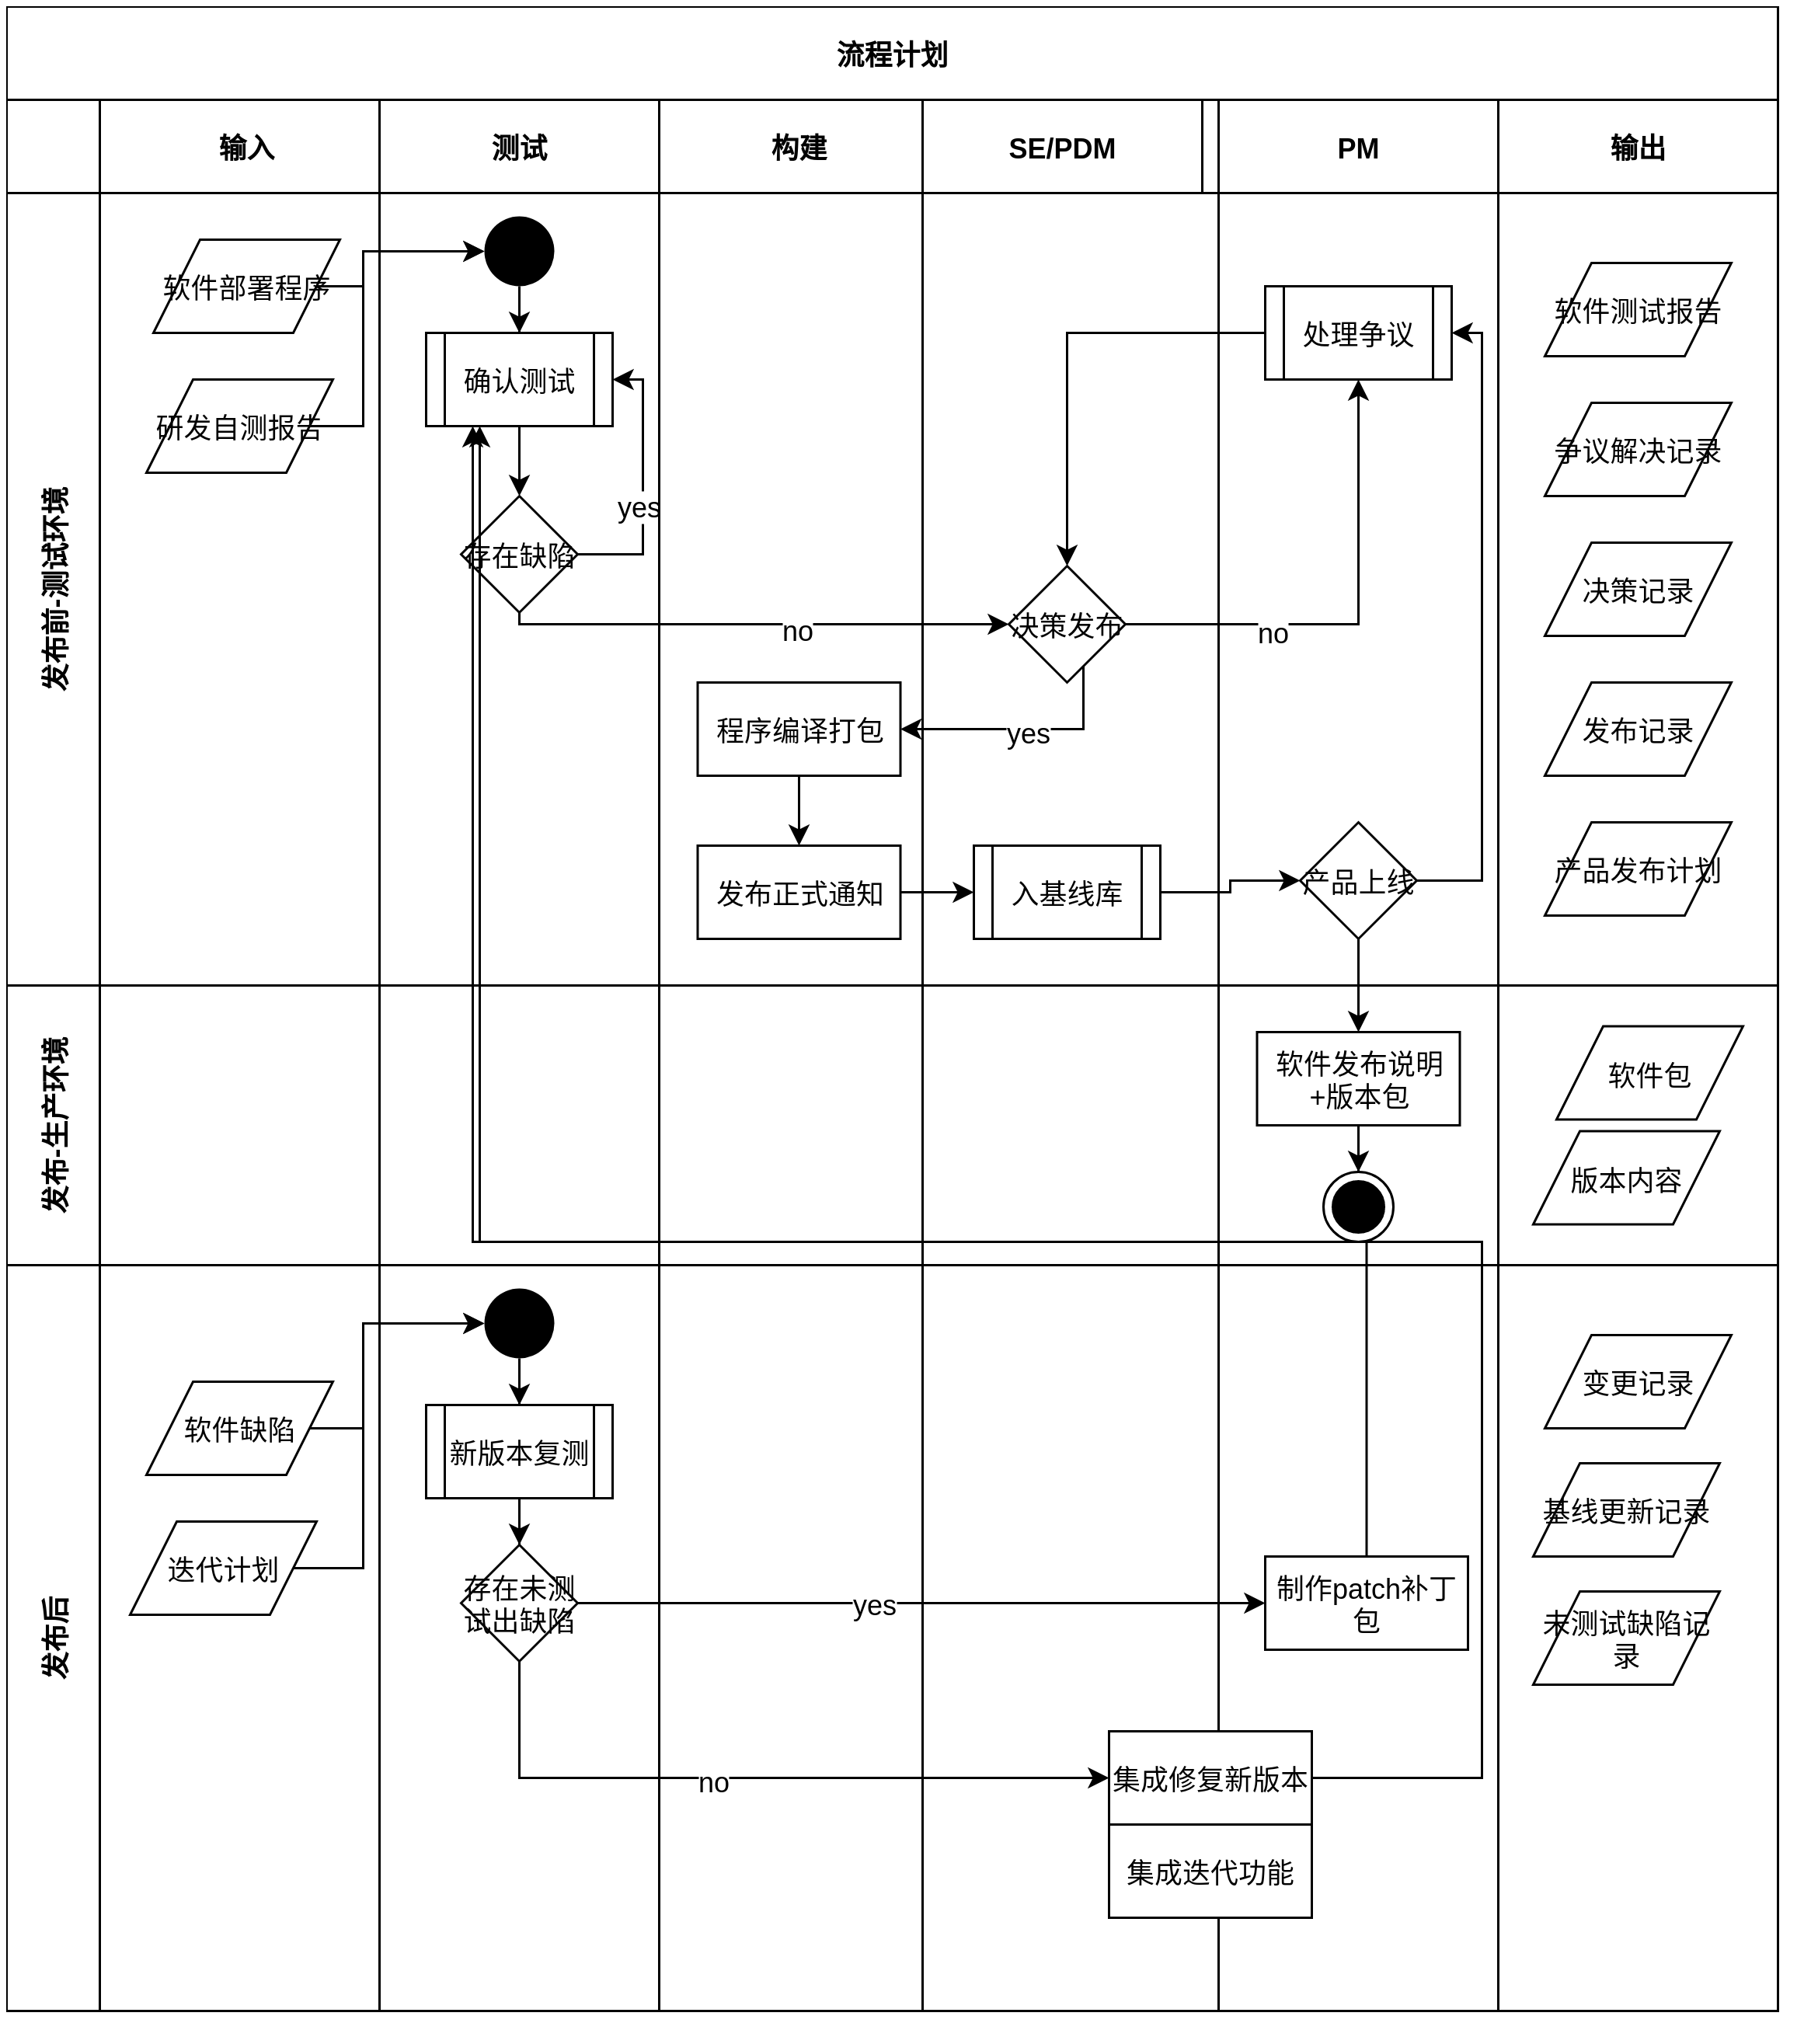 流程计划
输入
测试
构建
SE/PDM
PM
输出
发布前-测试环境
软件部署程序
研发自测报告
确认测试
存在缺陷
yes
no
处理争议
决策发布
no
yes
程序编译打包
发布正式通知
入基线库
产品上线
软件测试报告
争议解决记录
决策记录
发布记录
产品发布计划
发布-生产环境
软件发布说明
+版本包
软件包
版本内容
发布后
软件缺陷
迭代计划
新版本复测
存在未测
试出缺陷
yes
no
制作patch补丁
包
集成修复新版本
集成迭代功能
变更记录
基线更新记录
未测试缺陷记
录